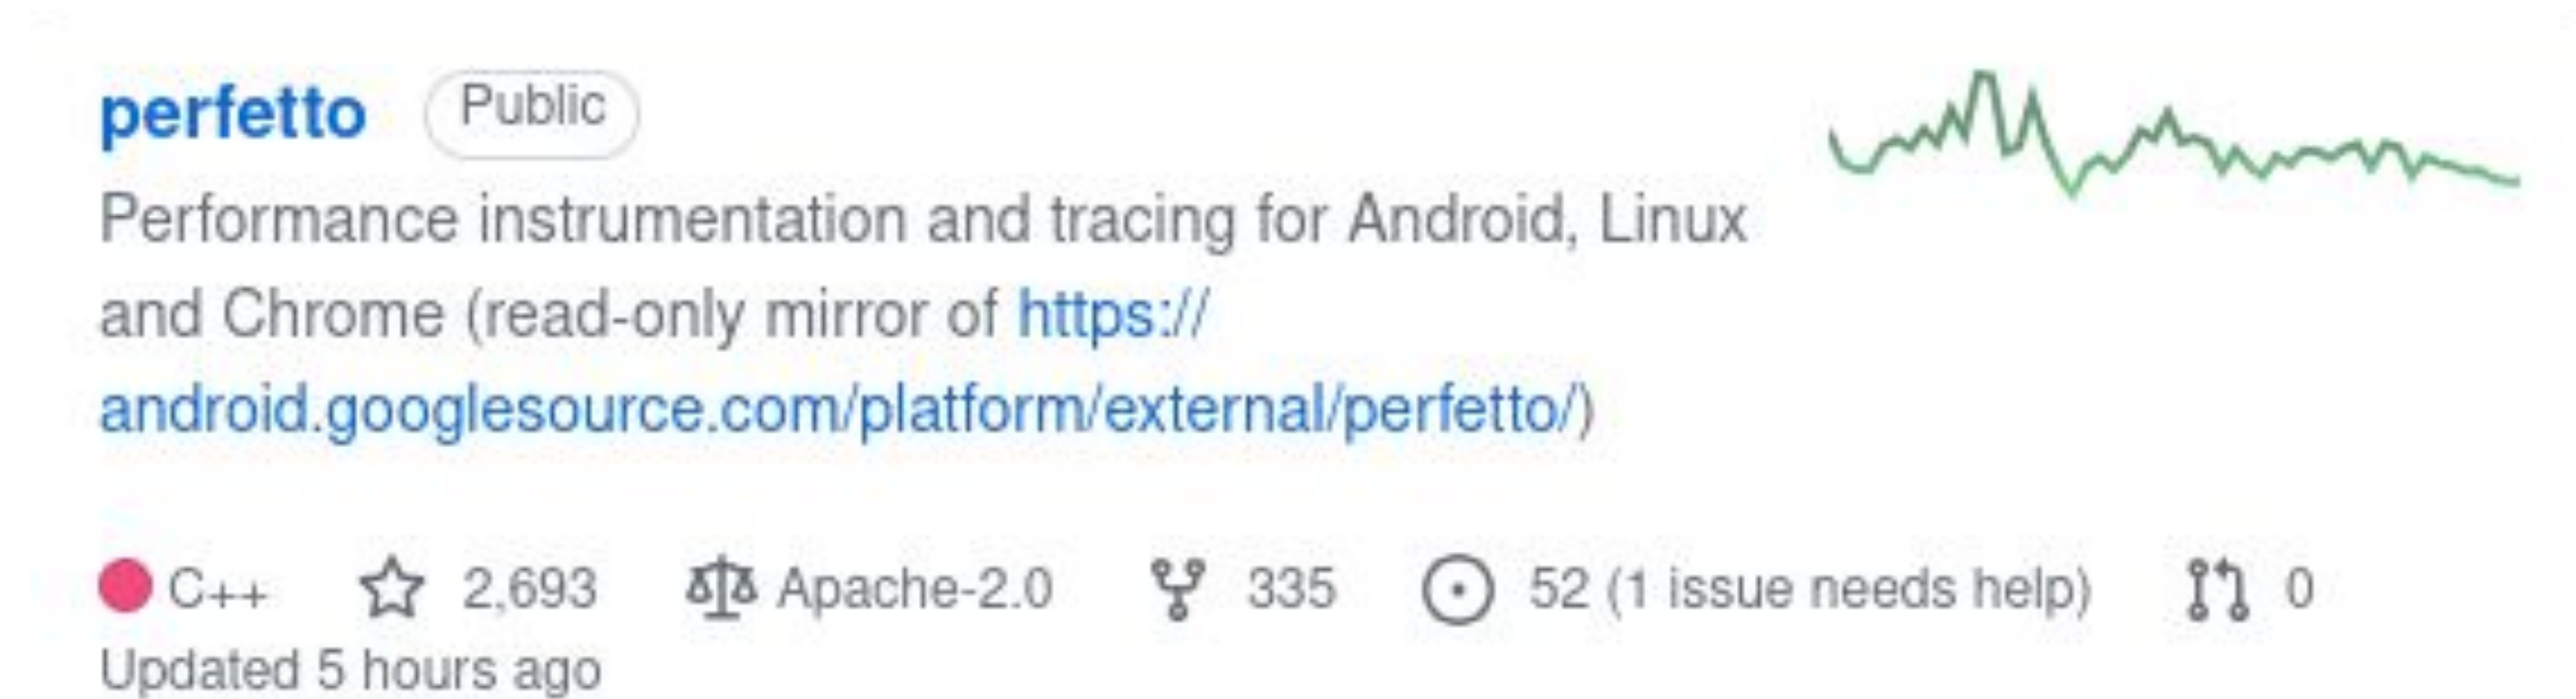 perfetto Public
Performance instrumentation and tracing for Android, Linux
and Chrome (read-only mirror of https://
android.googlesource.com/platform/external/perfetto/)
C++ 2,693 Apache-2.0 335 52 (1 issue needs help) 0
Updated 5 hours ago